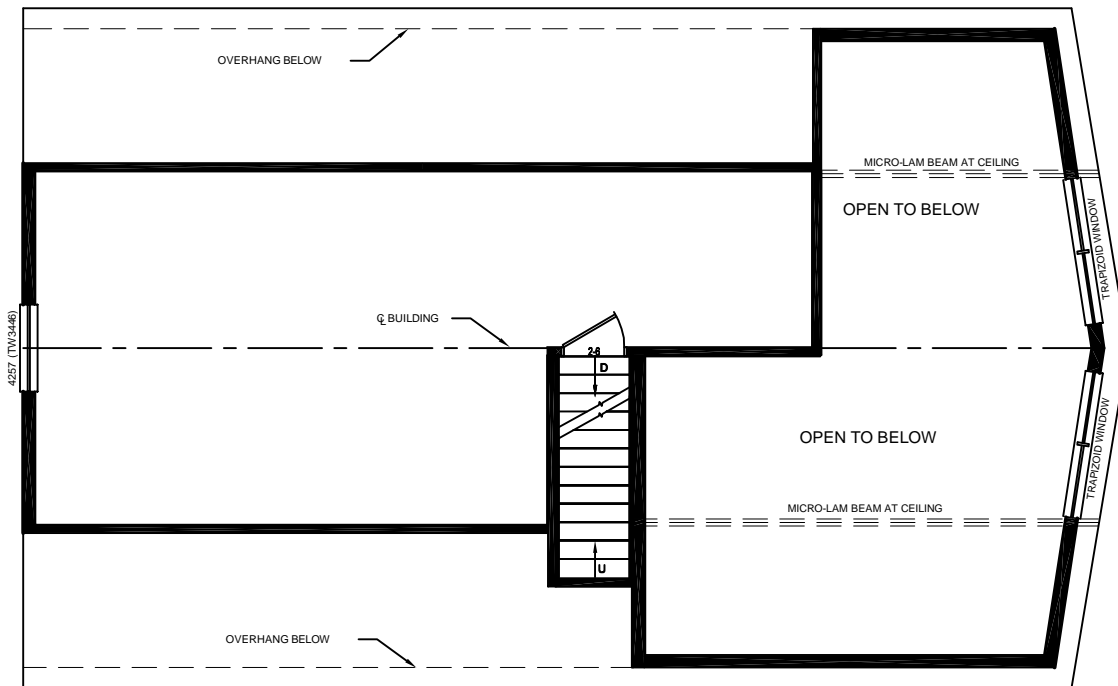 OVERHANG BELOW
MICRO-LAM BEAM AT CEILING
OPEN TO BELOW
TRAPIZOID WINDOW
4257 (TW3446)
℄ BUILDING
2-6
D
OPEN TO BELOW
TRAPIZOID WINDOW
MICRO-LAM BEAM AT CEILING
U
OVERHANG BELOW